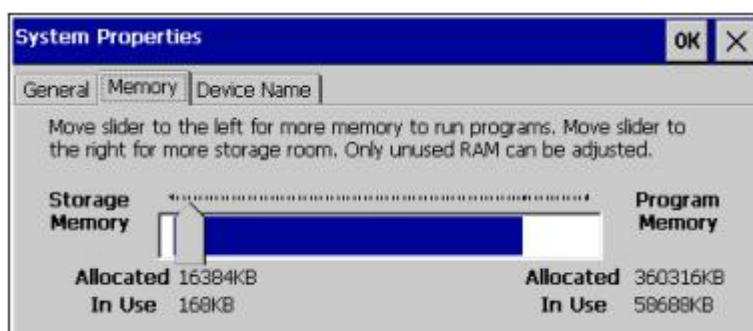 System Properties OK
General Memory Device Name
Move slider to the left for more memory to run programs. Move slider to
the right for more storage room. Only unused RAM can be adjusted.
Storage Program
Memory Memory
Allocated 16384KB Allocated 360316KB
In Use 168KB In Use 58688KB